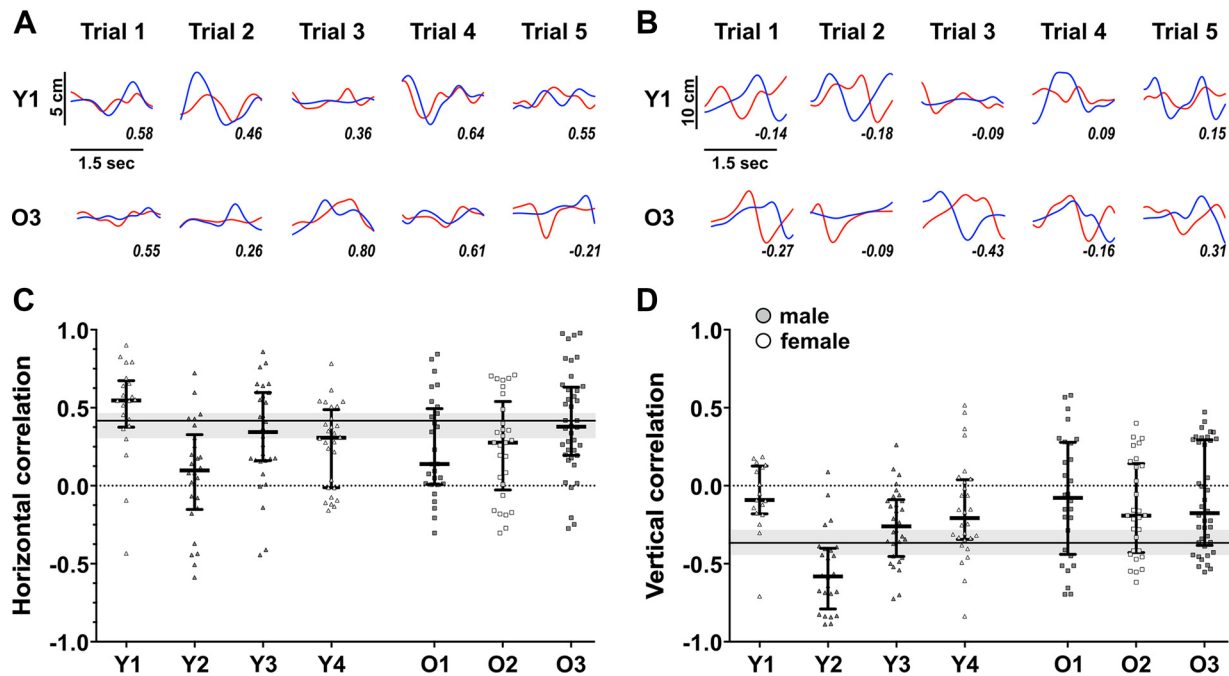 A
Trial 1 Trial 2 Trial 3 Trial 4 Trial 5
Y1
5 cm
0.58 0.46 0.36 0.64 0.55
1.5 sec
O3
0.55 0.26 0.80 0.61 -0.21
B
Trial 1 Trial 2 Trial 3 Trial 4 Trial 5
Y1
10 cm
-0.14 -0.18 -0.09 0.09 0.15
1.5 sec
O3
-0.27 -0.09 -0.43 -0.16 0.31
C
Horizontal correlation
1.0
0.5
0.0
-0.5
-1.0
Y1 Y2 Y3 Y4 O1 O2 O3
D
male
female
Vertical correlation
1.0
0.5
0.0
-0.5
-1.0
Y1 Y2 Y3 Y4 O1 O2 O3